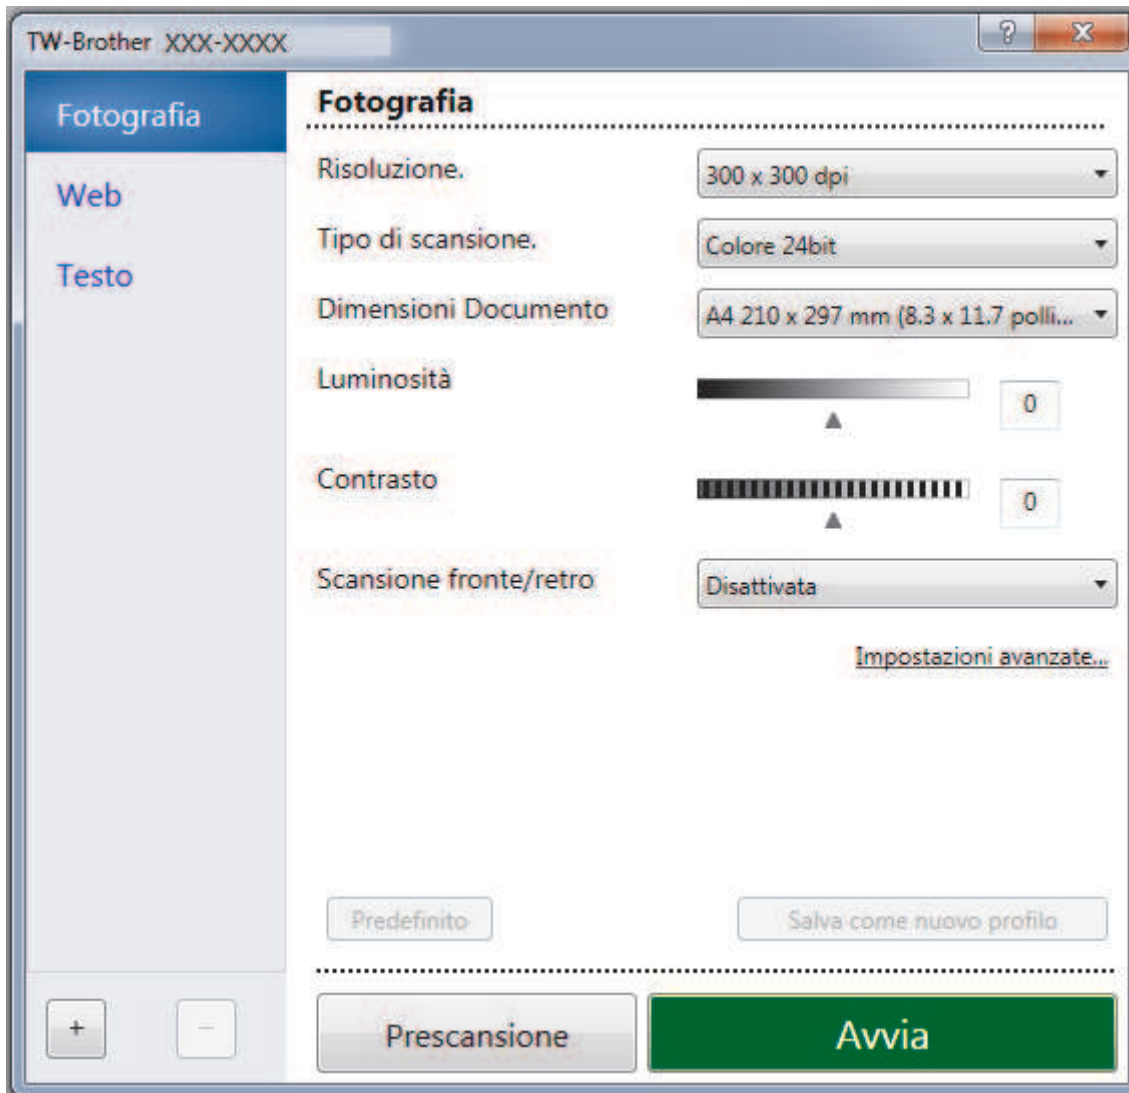 TW-Brother XXX-XXXX
?
X
Fotografia
Web
Testo
Fotografia
Risoluzione.
300 x 300 dpi
Tipo di scansione.
Colore 24bit
Dimensioni Documento
A4 210 x 297 mm (8.3 x 11.7 polli...
Luminosità
0
Contrasto
0
Scansione fronte/retro
Disattivata
Impostazioni avanzate...
Predefinito
Salva come nuovo profilo
+
−
Prescansione
Avvia